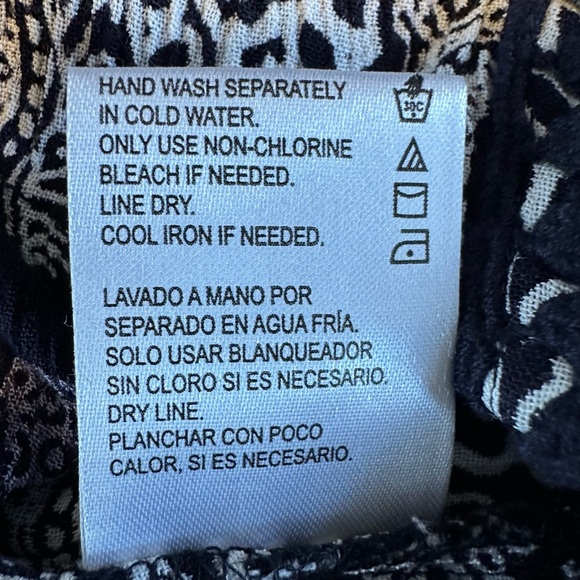 HAND WASH SEPARATELY
IN COLD WATER.
ONLY USE NON-CHLORINE
BLEACH IF NEEDED.
LINE DRY.
COOL IRON IF NEEDED.
30C
LAVADO A MANO POR
SEPARADO EN AGUA FRÍA.
SOLO USAR BLANQUEADOR
SIN CLORO SI ES NECESARIO.
DRY LINE.
PLANCHAR CON POCO
CALOR, SI ES NECESARIO.